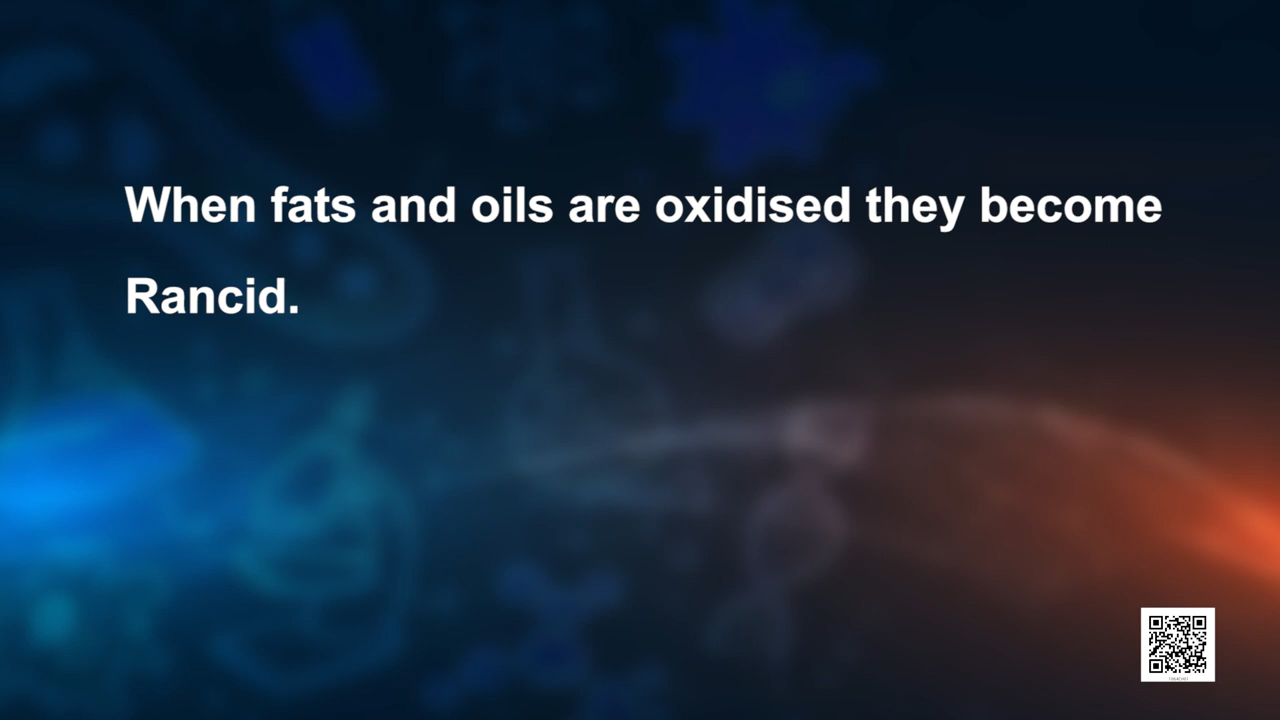 When fats and oils are oxidised they become
Rancid.